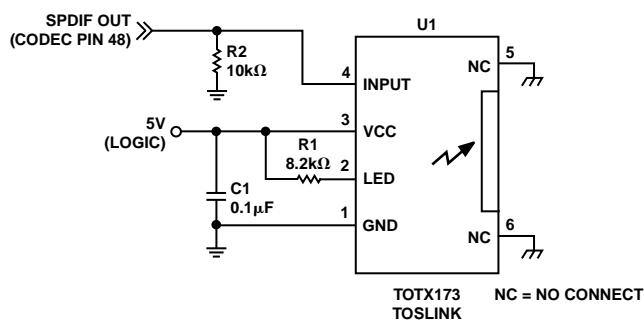 SPDIF OUT
(CODEC PIN 48)
R2
10kΩ
U1
4
INPUT
NC
5
5V
(LOGIC)
3
VCC
R1
8.2kΩ
2
LED
C1
0.1µF
1
GND
NC
6
TOTX173
TOSLINK
NC = NO CONNECT